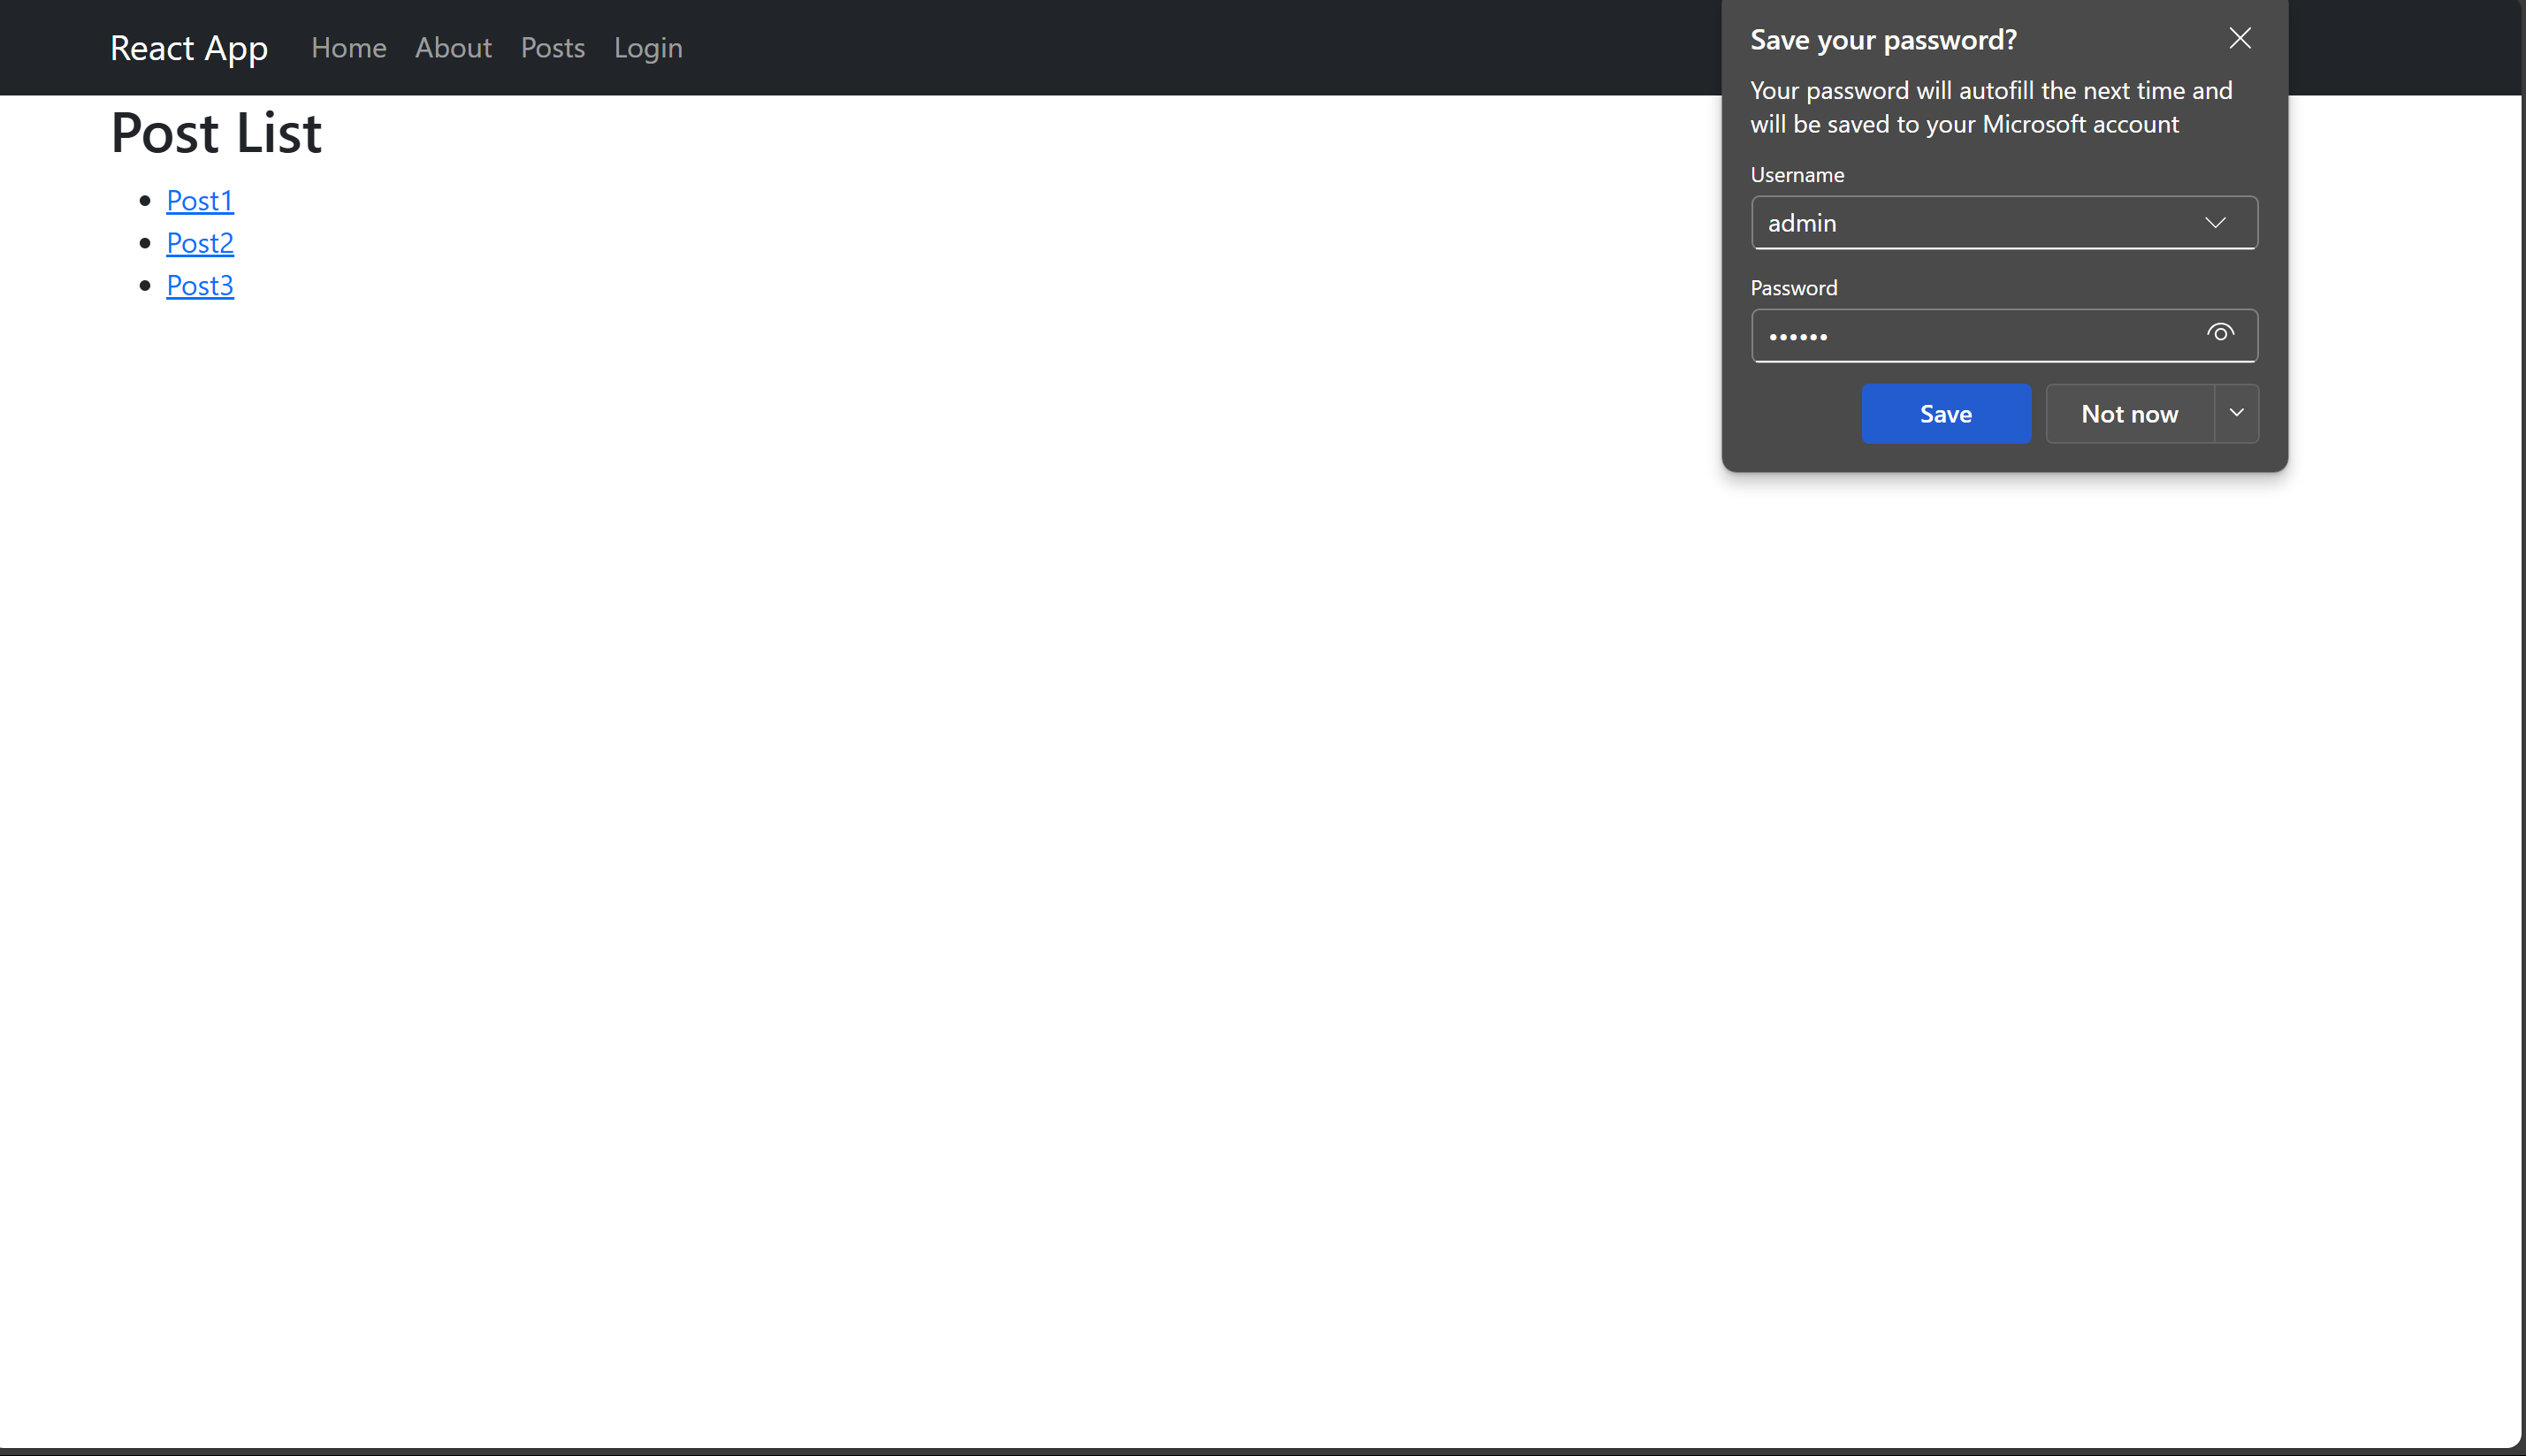 React App Home About Posts Login
Post List
Post1
Post2
Post3
Save your password?
Your password will autofill the next time and
will be saved to your Microsoft account
Username
admin
Password
••••••
Save Not now